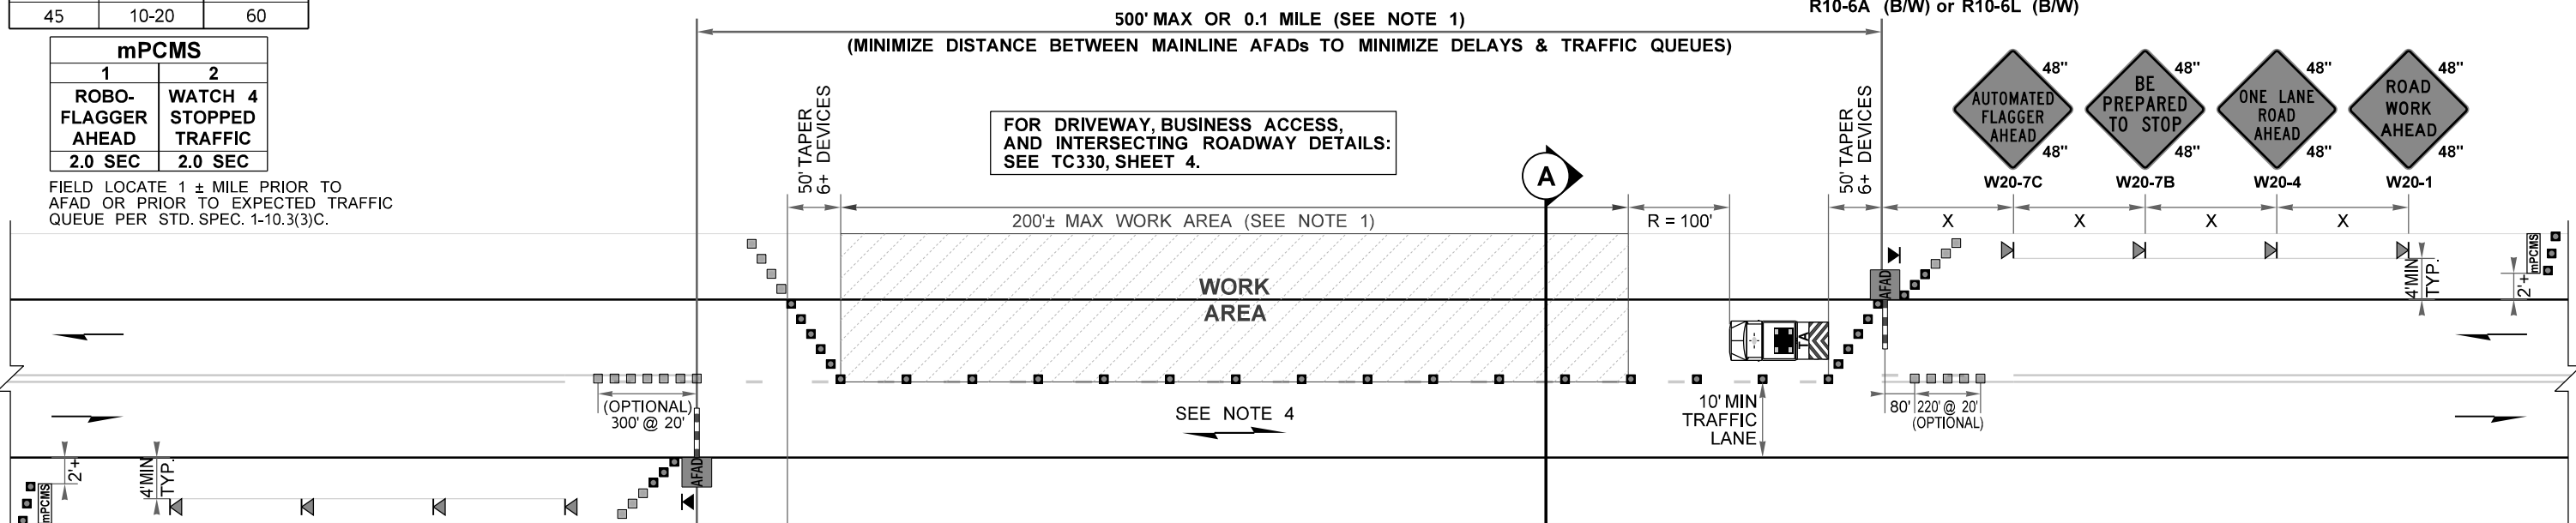 45 10-20 60
mPCMS
1 2
ROBO- WATCH 4
FLAGGER STOPPED
AHEAD TRAFFIC
2.0 SEC 2.0 SEC
FIELD LOCATE 1 ± MILE PRIOR TO
AFAD OR PRIOR TO EXPECTED TRAFFIC
QUEUE PER STD. SPEC. 1-10.3(3)C.
500' MAX OR 0.1 MILE (SEE NOTE 1)
(MINIMIZE DISTANCE BETWEEN MAINLINE AFADs TO MINIMIZE DELAYS & TRAFFIC QUEUES)
R10-6A (B/W) or R10-6L (B/W)
50' TAPER
6+ DEVICES
FOR DRIVEWAY, BUSINESS ACCESS,
AND INTERSECTING ROADWAY DETAILS:
SEE TC330, SHEET 4.
A
50' TAPER
6+ DEVICES
AUTOMATED
FLAGGER
AHEAD
48"
48"
W20-7C
BE
PREPARED
TO STOP
48"
48"
W20-7B
ONE LANE
ROAD
AHEAD
48"
48"
W20-4
ROAD
WORK
AHEAD
48"
48"
W20-1
200'± MAX WORK AREA (SEE NOTE 1)
R = 100'
X X X X
WORK
AREA
AFAD
TA
4'MIN
TYP.
mPCMS
2'+
(OPTIONAL)
300' @ 20'
SEE NOTE 4
10' MIN
TRAFFIC
LANE
80' 220' @ 20'
(OPTIONAL)
mPCMS
2'+
4'MIN
TYP.
AFAD